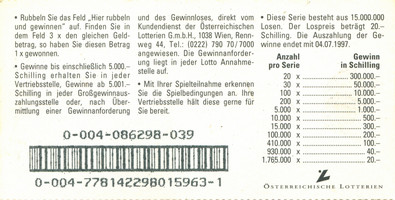 • Rubbeln Sie das Feld „Hier rubbeln
und gewinnen" auf. Finden Sie in
dem Feld 3 x den gleichen Geld-
betrag, so haben Sie diesen Betrag
1 x gewonnen.
• Gewinne bis einschließlich 5.000.–
Schilling erhalten Sie in jeder
Vertriebsstelle, Gewinne ab 5.001.–
Schilling in jeder Großgewinnaus-
zahlungsstelle oder, nach Über-
mittlung einer Gewinnanforderung
und des Gewinnloses, direkt vom
Kundendienst der Österreichischen
Lotterien G.m.b.H., 1038 Wien, Renn-
weg 44, Tel.: (0222) 790 70/7000
angewiesen. Die Gewinnanforder-
ung liegt in jeder Lotto Annahme-
stelle auf.
• Mit Ihrer Spielteilnahme erkennen
Sie die Spielbedingungen an. Ihre
Vertriebsstelle hält diese gerne für
Sie bereit.
• Diese Serie besteht aus 15.000.000
Losen. Der Lospreis beträgt 20.–
Schilling. Die Auszahlung der Ge-
winne endet mit 04.07.1997.
Anzahl Gewinn
pro Serie in Schilling
20 x 300.000.–
30 x 50.000.–
100 x 10.000.–
200 x 5.000.–
5.000 x 1.000.–
10.000 x 500.–
15.000 x 300.–
100.000 x 200.–
410.000 x 100.–
930.000 x 40.–
1.765.000 x 20.–
0-004-086298-039
0-004-778142298015963-1
ÖSTERREICHISCHE LOTTERIEN